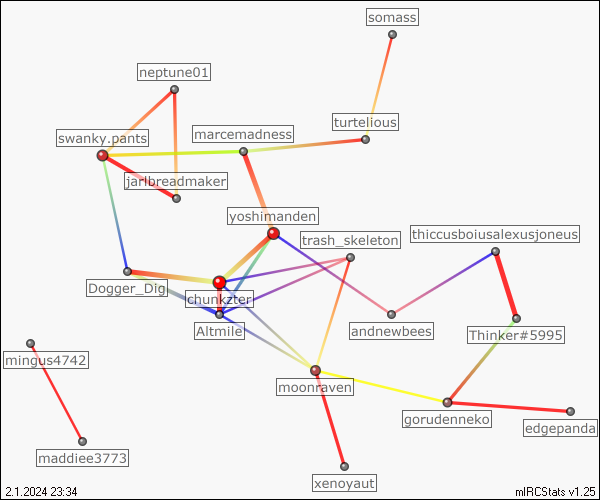 somass
neptune01
turtelious
swanky.pants
marcemadness
jarlbreadmaker
yoshimanden
trash_skeleton
thiccusboiusalexusjoneus
Dogger_Dig
chunkzter
Altmile
andnewbees
Thinker#5995
mingus4742
moonraven
gorudenneko
edgepanda
maddiee3773
xenoyaut
2.1.2024 23:34
mIRCStats v1.25